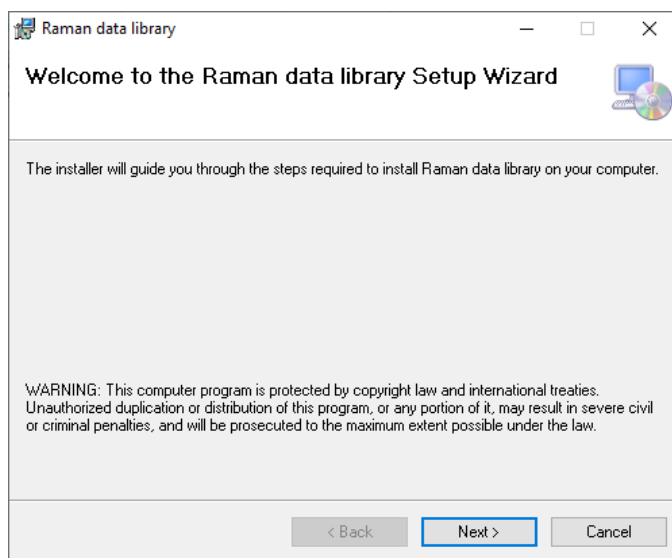 Raman data library
Welcome to the Raman data library Setup Wizard
The installer will guide you through the steps required to install Raman data library on your computer.
WARNING: This computer program is protected by copyright law and international treaties.
Unauthorized duplication or distribution of this program, or any portion of it, may result in severe civil
or criminal penalties, and will be prosecuted to the maximum extent possible under the law.
< Back
Next >
Cancel